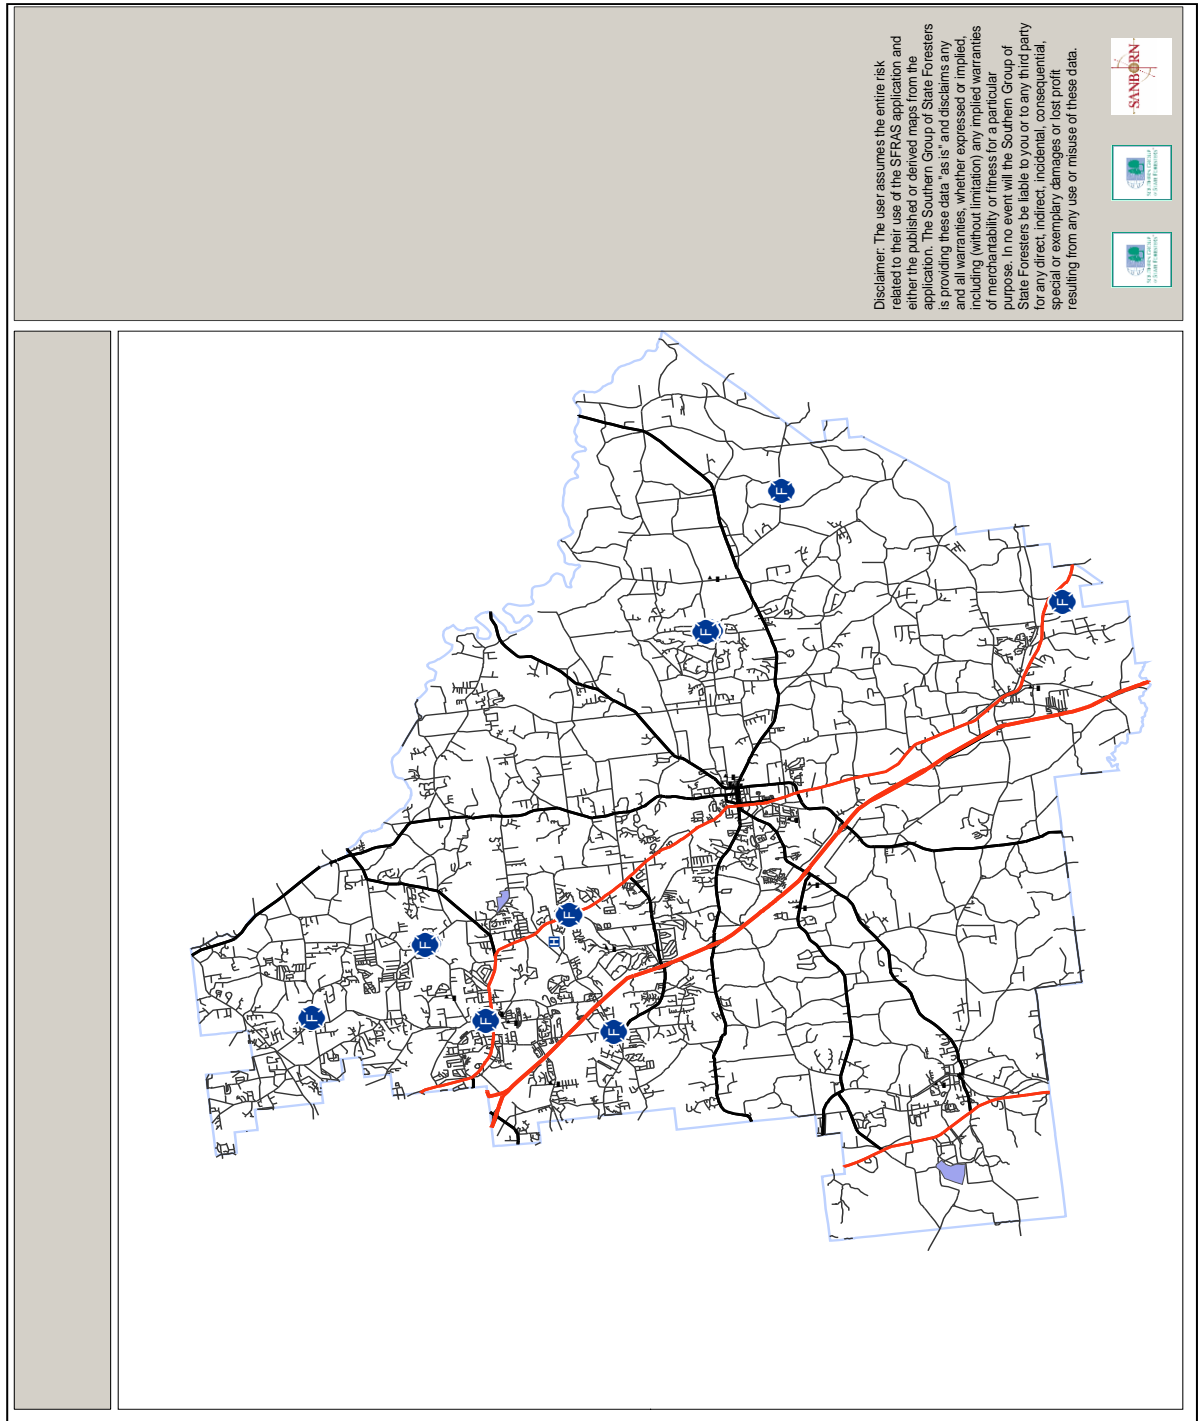 Disclaimer: The user assumes the entire risk
related to their use of the SFRAS application and
either the published or derived maps from the
application. The Southern Group of State Foresters
is providing these data "as is" and disclaims any
and all warranties, whether expressed or implied,
including (without limitation) any implied warranties
of merchantability or fitness for a particular
purpose. In no event will the Southern Group of
State Foresters be liable to you or to any third party
for any direct, indirect, incidental, consequential,
special or exemplary damages or lost profit
resulting from any use or misuse of these data.
SANBORN
F
F
F
F
F
F
F
F
H